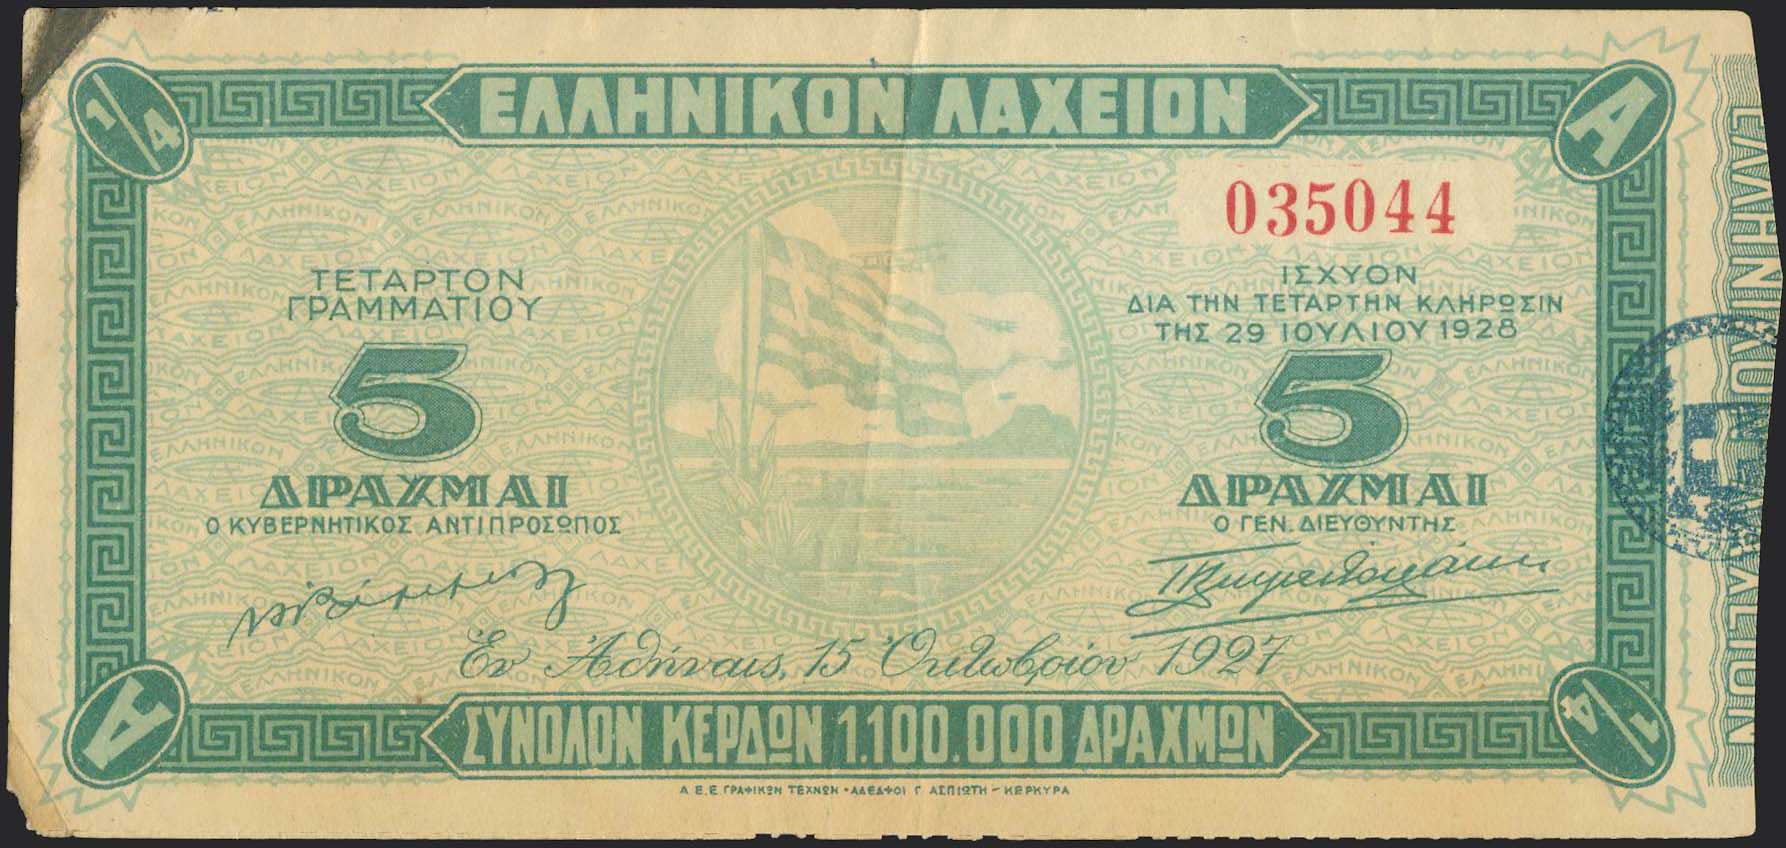 1/4
ΕΛΛΗΝΙΚΟΝ ΛΑΧΕΙΟΝ
Α
035044
ΤΕΤΑΡΤΟΝ
ΓΡΑΜΜΑΤΙΟΥ
5
ΔΡΑΧΜΑΙ
Ο ΚΥΒΕΡΝΗΤΙΚΟΣ ΑΝΤΙΠΡΟΣΩΠΟΣ
ΙΣΧΥΟΝ
ΔΙΑ ΤΗΝ ΤΕΤΑΡΤΗΝ ΚΛΗΡΩΣΙΝ
ΤΗΣ 29 ΙΟΥΛΙΟΥ 1928
5
ΔΡΑΧΜΑΙ
Ο ΓΕΝ. ΔΙΕΥΘΥΝΤΗΣ
Ἐν Ἀθήναις, 15 Ὀκτωβρίου 1927
Α
ΣΥΝΟΛΟΝ ΚΕΡΔΩΝ 1.100.000 ΔΡΑΧΜΩΝ
1/4
Α.Ε.Ε ΓΡΑΦΙΚΩΝ ΤΕΧΝΩΝ · ΑΔΕΛΦΟΙ Γ. ΑΣΠΙΩΤΗ - ΚΕΡΚΥΡΑ
ΕΛΛΗΝΙΚΟΝ ΛΑΧΕΙΟΝ